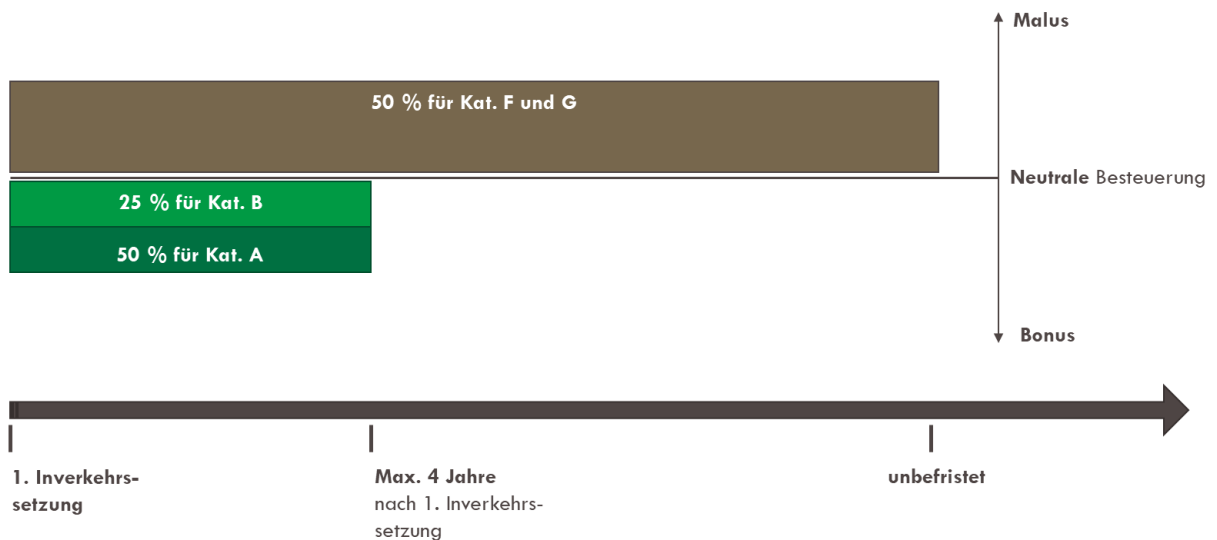 Malus
50 % für Kat. F und G
Neutrale Besteuerung
25 % für Kat. B
50 % für Kat. A
Bonus
1. Inverkehrs-
setzung
Max. 4 Jahre
nach 1. Inverkehrs-
setzung
unbefristet